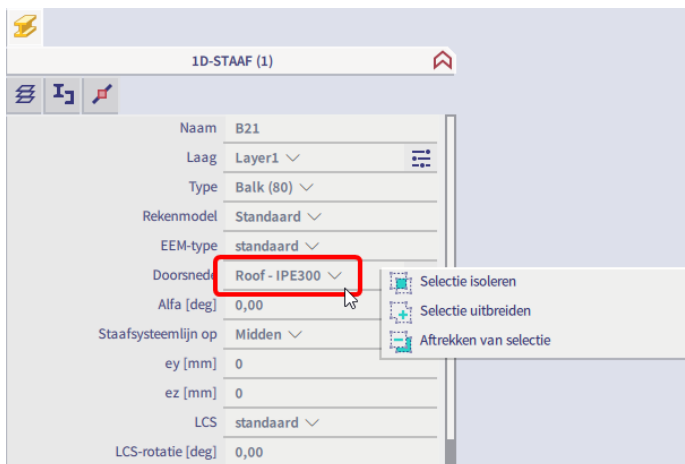 1D-STAAF (1)
Naam B21
Laag Layer1
Type Balk (80)
Rekenmodel Standaard
EEM-type standaard
Doorsnede Roof - IPE300
Selectie isoleren
Alfa [deg] 0,00
Selectie uitbreiden
Staafsysteemlijn op Midden
Aftrekken van selectie
ey [mm] 0
ez [mm] 0
LCS standaard
LCS-rotatie [deg] 0,00